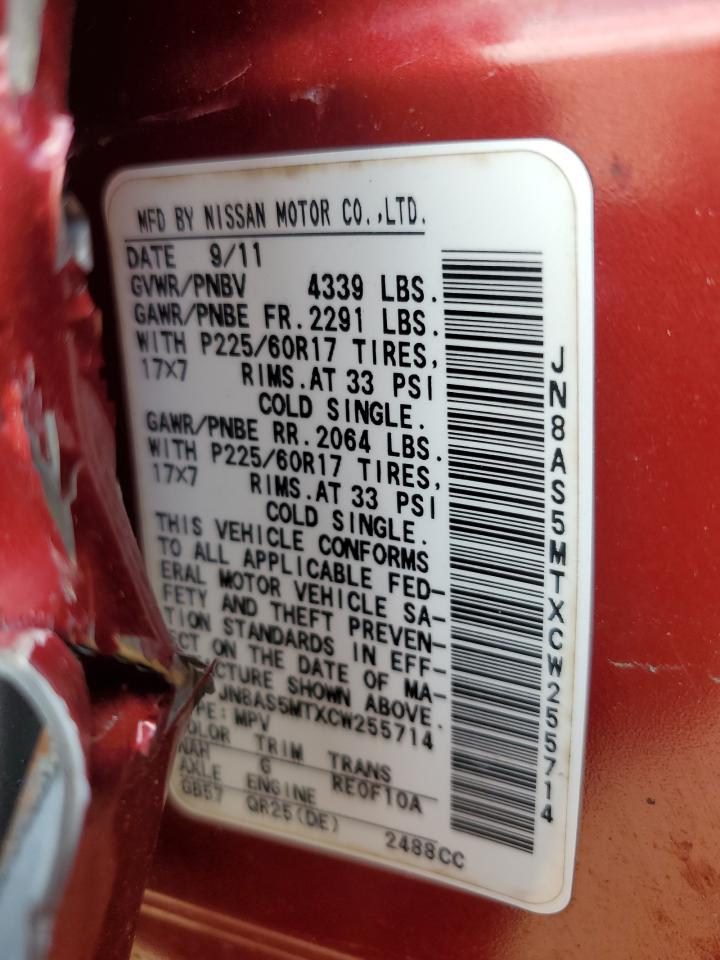 MFD BY NISSAN MOTOR CO.,LTD.
DATE 9/11
GVWR/PNBV 4339 LBS.
GAWR/PNBE FR.2291 LBS.
WITH P225/60R17 TIRES,
17X7 RIMS.AT 33 PSI
COLD SINGLE.
GAWR/PNBE RR.2064 LBS.
WITH P225/60R17 TIRES,
17X7 RIMS.AT 33 PSI
COLD SINGLE.
THIS VEHICLE CONFORMS
TO ALL APPLICABLE FED-
ERAL MOTOR VEHICLE SA-
FETY AND THEFT PREVEN-
TION STANDARDS IN EFF-
ECT ON THE DATE OF MA-
CTURE SHOWN ABOVE.
JN8AS5MTXCW255714
PE:MPV
OLOR TRIM TRANS
NAH G RE0F10A
AXLE ENGINE
GB57 QR25(DE) 2488CC
JN8AS5MTXCW255714